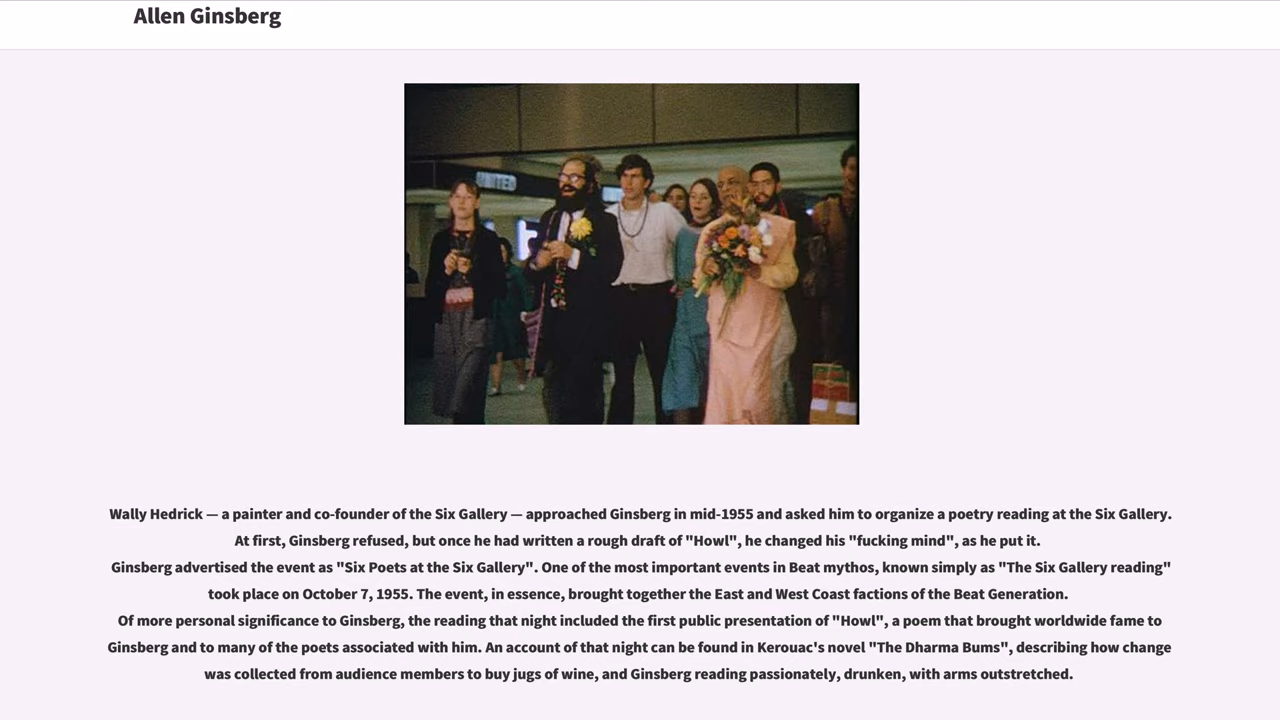 Allen Ginsberg
UNITED
Wally Hedrick — a painter and co-founder of the Six Gallery — approached Ginsberg in mid-1955 and asked him to organize a poetry reading at the Six Gallery.
At first, Ginsberg refused, but once he had written a rough draft of "Howl", he changed his "fucking mind", as he put it.
Ginsberg advertised the event as "Six Poets at the Six Gallery". One of the most important events in Beat mythos, known simply as "The Six Gallery reading"
took place on October 7, 1955. The event, in essence, brought together the East and West Coast factions of the Beat Generation.
Of more personal significance to Ginsberg, the reading that night included the first public presentation of "Howl", a poem that brought worldwide fame to
Ginsberg and to many of the poets associated with him. An account of that night can be found in Kerouac's novel "The Dharma Bums", describing how change
was collected from audience members to buy jugs of wine, and Ginsberg reading passionately, drunken, with arms outstretched.